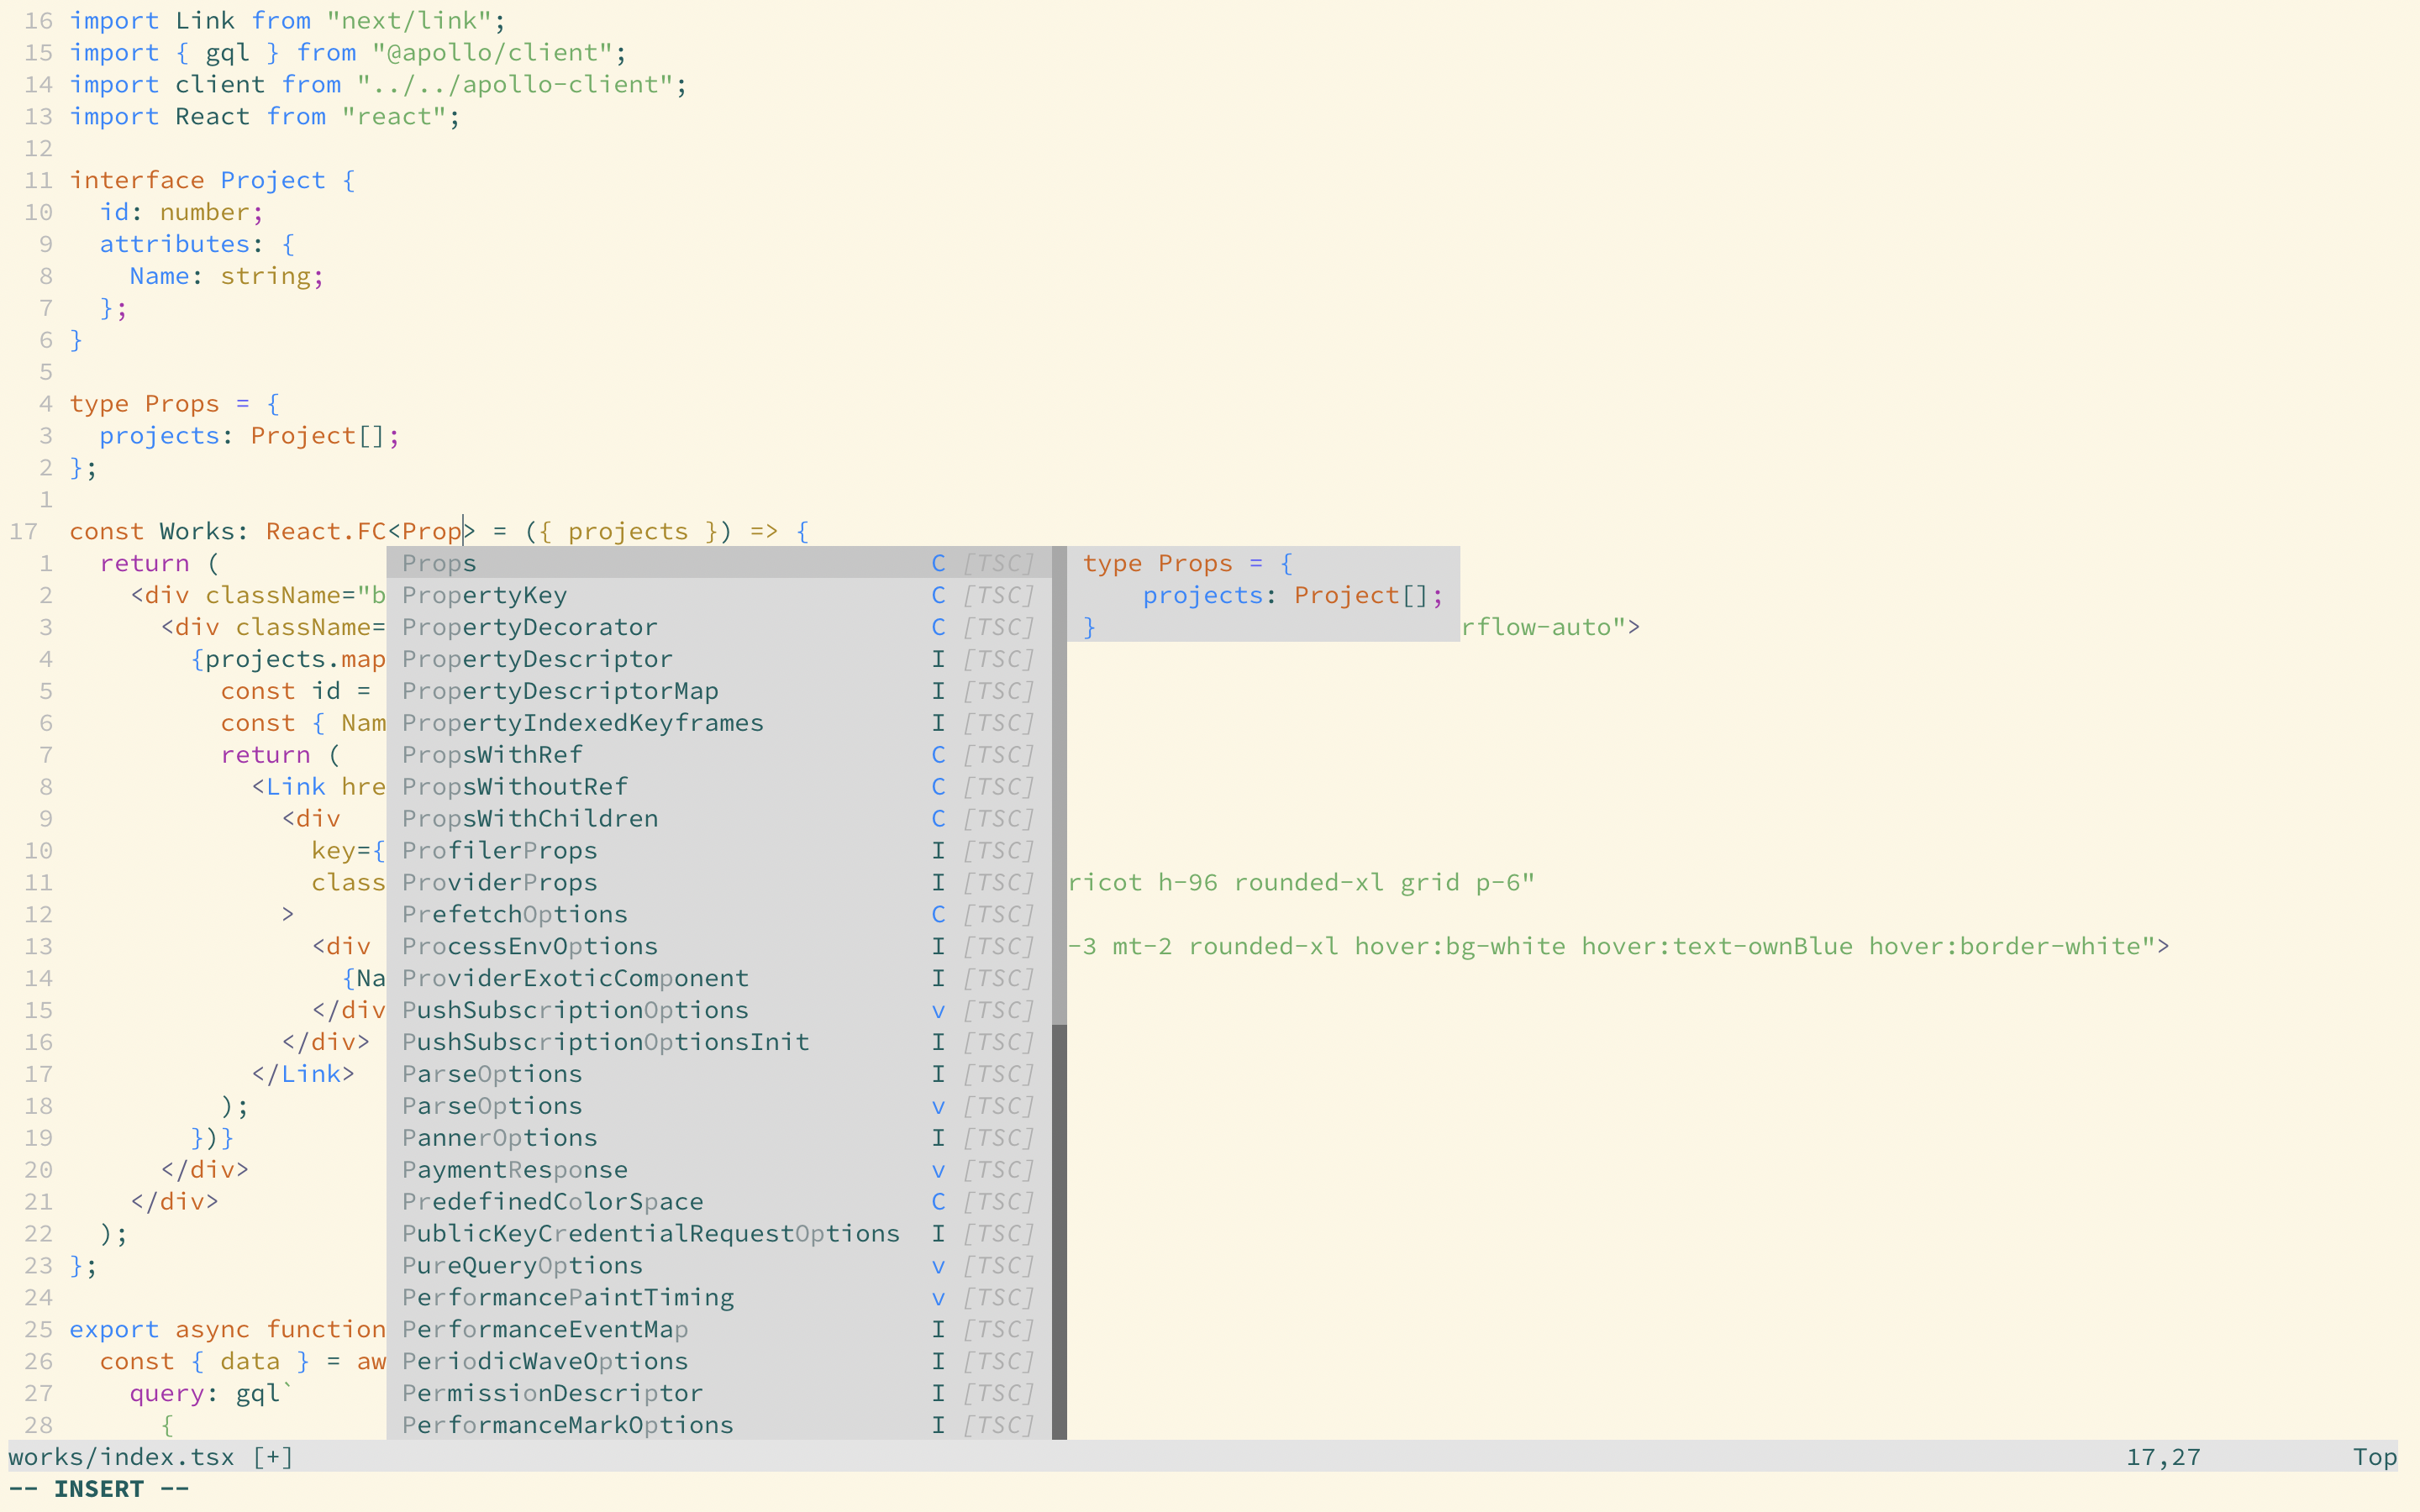 16 import Link from "next/link";
15 import { gql } from "@apollo/client";
14 import client from "../../apollo-client";
13 import React from "react";
12
11 interface Project {
10   id: number;
9   attributes: {
8     Name: string;
7   };
6 }
5
4 type Props = {
3   projects: Project[];
2 };
1
17 const Works: React.FC<Prop> = ({ projects }) => {
1   return ( Props C [TSC] type Props = {
2     <div className="b PropertyKey C [TSC] projects: Project[];
3       <div className= PropertyDecorator C [TSC] } rflow-auto">
4         {projects.map PropertyDescriptor I [TSC]
5           const id = PropertyDescriptorMap I [TSC]
6           const { Nam PropertyIndexedKeyframes I [TSC]
7           return ( PropsWithRef C [TSC]
8             <Link hre PropsWithoutRef C [TSC]
9               <div PropsWithChildren C [TSC]
10                 key={ ProfilerProps I [TSC]
11                 class ProviderProps I [TSC] ricot h-96 rounded-xl grid p-6"
12               > PrefetchOptions C [TSC]
13                 <div ProcessEnvOptions I [TSC] -3 mt-2 rounded-xl hover:bg-white hover:text-ownBlue hover:border-white">
14                   {Na ProviderExoticComponent I [TSC]
15                 </div PushSubscriptionOptions v [TSC]
16               </div> PushSubscriptionOptionsInit I [TSC]
17             </Link> ParseOptions I [TSC]
18           ); ParseOptions v [TSC]
19         })} PannerOptions I [TSC]
20       </div> PaymentResponse v [TSC]
21     </div> PredefinedColorSpace C [TSC]
22   ); PublicKeyCredentialRequestOptions I [TSC]
23 }; PureQueryOptions v [TSC]
24 PerformancePaintTiming v [TSC]
25 export async function PerformanceEventMap I [TSC]
26   const { data } = aw PeriodicWaveOptions I [TSC]
27     query: gql` PermissionDescriptor I [TSC]
28       { PerformanceMarkOptions I [TSC]
works/index.tsx [+] 17,27 Top
-- INSERT --